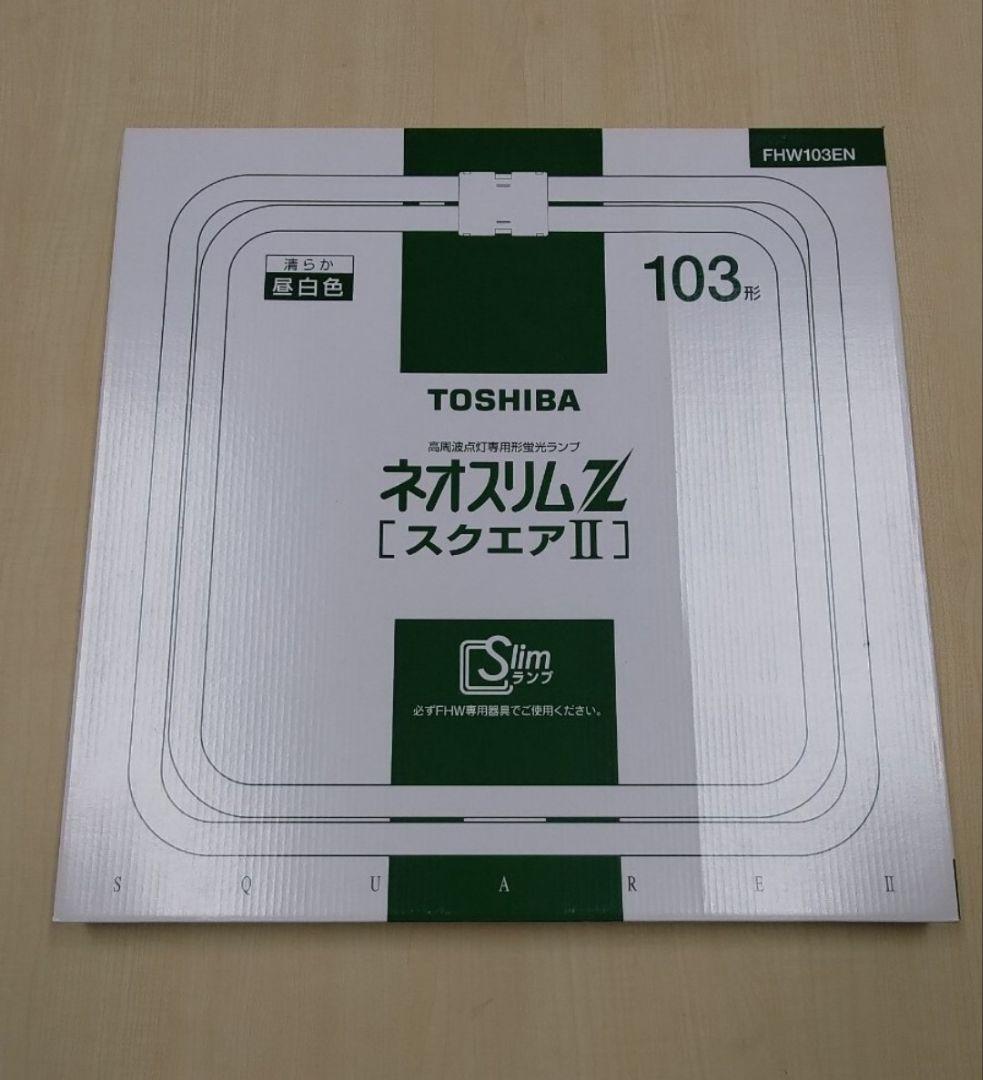 FHW103EN
清らか
昼白色
103形
TOSHIBA
高周波点灯専用形蛍光ランプ
ネオスリムZ
[スクエアII]
Slim
ランプ
必ずFHW専用器具でご使用ください。
S Q U A R E II